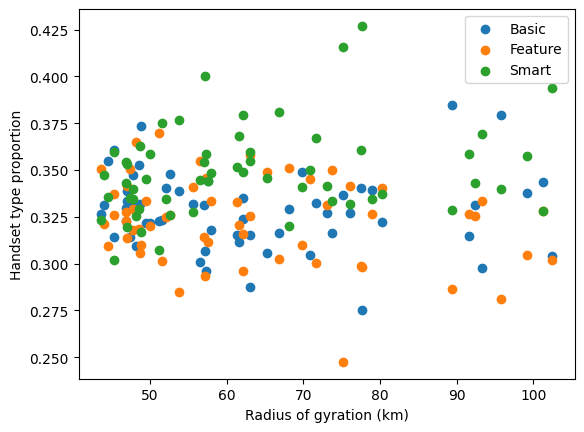 Basic
Feature
Smart
0.425
0.400
0.375
0.350
0.325
0.300
0.275
0.250
Handset type proportion
50 60 70 80 90 100
Radius of gyration (km)